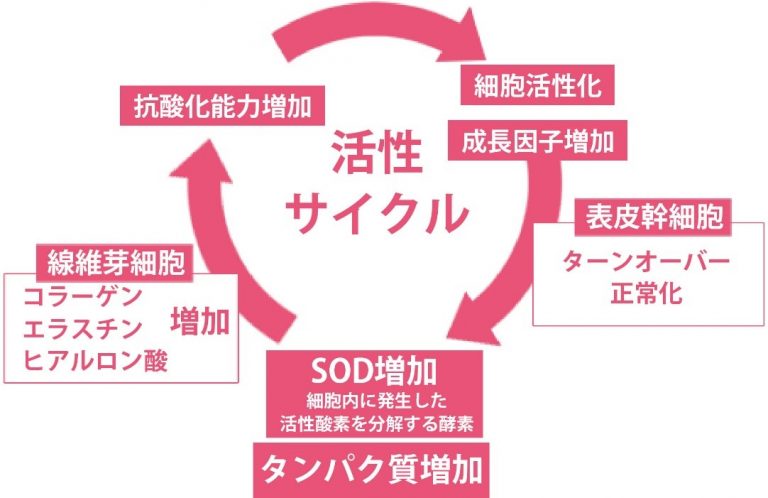 活性
サイクル
細胞活性化
成長因子増加
表皮幹細胞
ターンオーバー
正常化
SOD増加
細胞内に発生した
活性酸素を分解する酵素
タンパク質増加
線維芽細胞
コラーゲン
エラスチン
ヒアルロン酸
増加
抗酸化能力増加